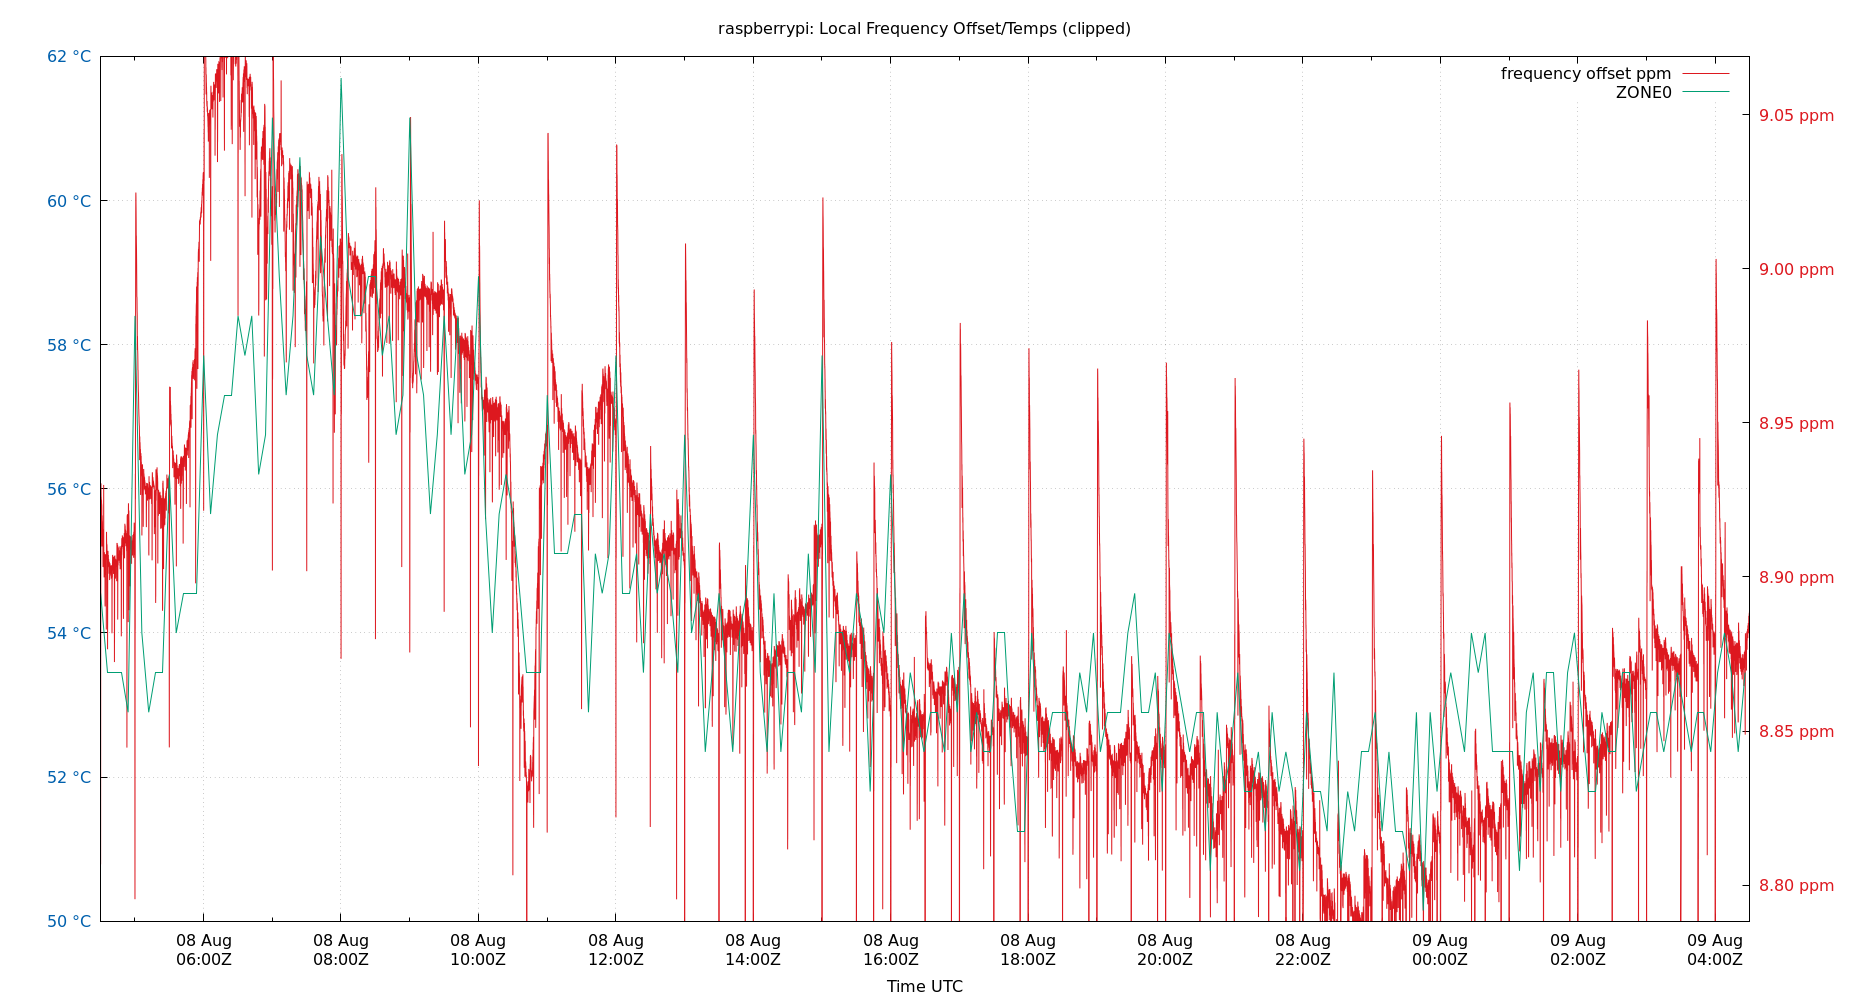 raspberrypi: Local Frequency Offset/Temps (clipped)
62 °C
60 °C
58 °C
56 °C
54 °C
52 °C
50 °C
frequency offset ppm
ZONE0
9.05 ppm
9.00 ppm
8.95 ppm
8.90 ppm
8.85 ppm
8.80 ppm
08 Aug
06:00Z
08 Aug
08:00Z
08 Aug
10:00Z
08 Aug
12:00Z
08 Aug
14:00Z
08 Aug
16:00Z
08 Aug
18:00Z
08 Aug
20:00Z
08 Aug
22:00Z
09 Aug
00:00Z
09 Aug
02:00Z
09 Aug
04:00Z
Time UTC